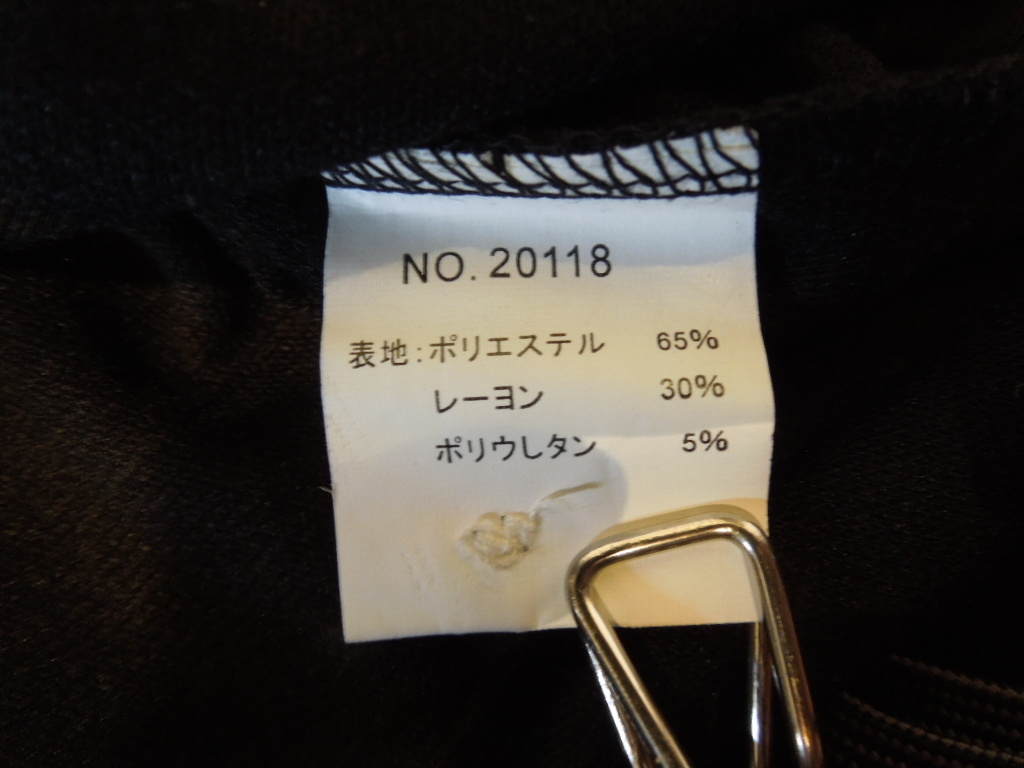 NO. 20118
表地:ポリエステル 65%
レーヨン 30%
ポリウレタン 5%